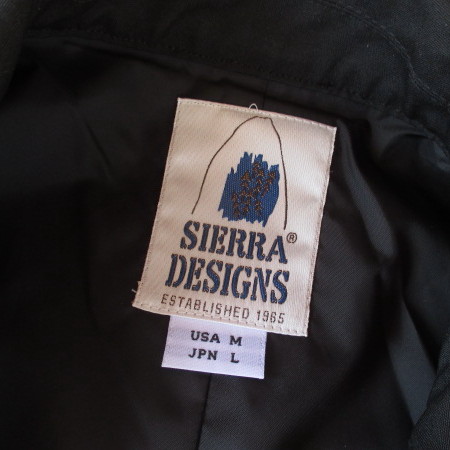 SIERRA®
DESIGNS
ESTABLISHED 1965
USA M
JPN L